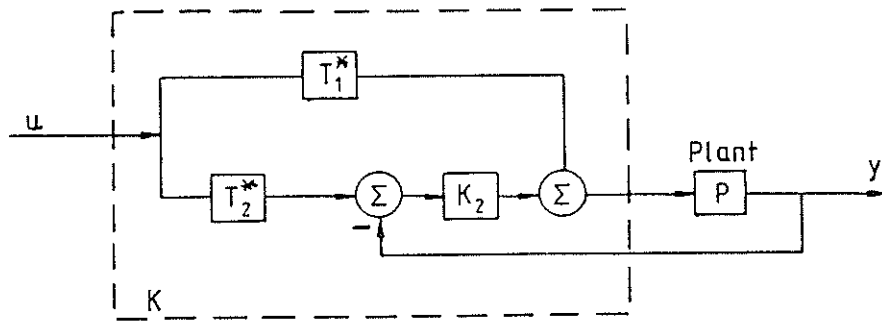 T₁*
u
Plant
y
T₂*
Σ
K₂
Σ
P
−
K